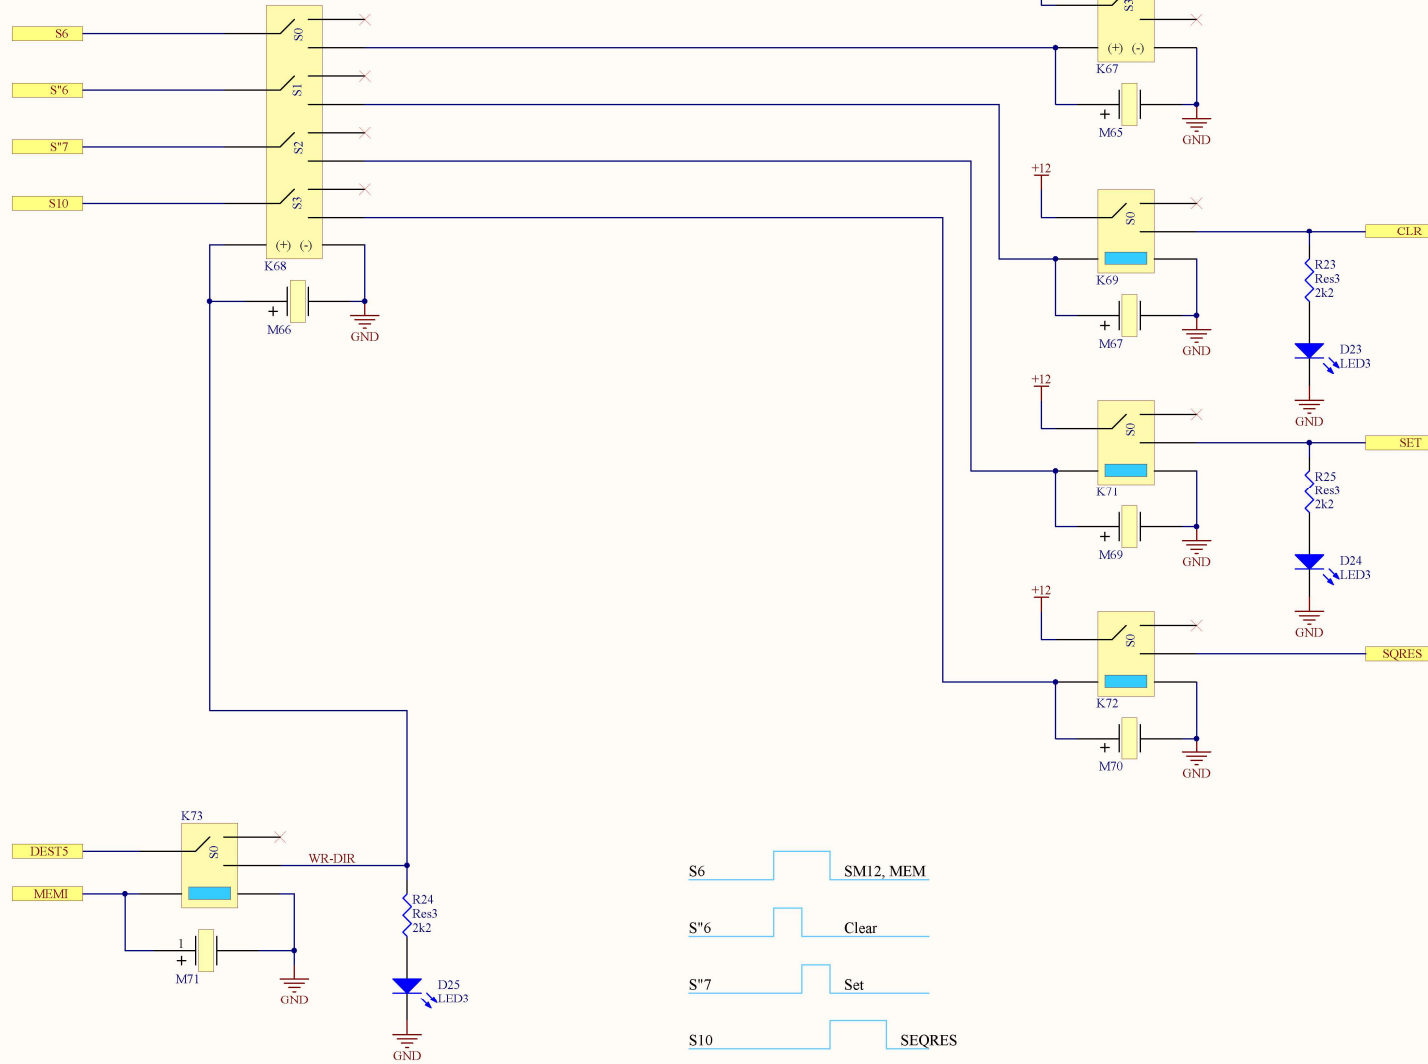 S6
S"6
S"7
S10
S0
S1
S2
S3
(+) (-)
K68
+
M66
GND
S3
(+) (-)
K67
+
M65
GND
+12
S0
K69
+
M67
GND
CLR
R23
Res3
2k2
D23
LED3
GND
+12
S0
K71
+
M69
GND
SET
R25
Res3
2k2
D24
LED3
GND
+12
S0
K72
+
M70
GND
SQRES
K73
DEST5
S0
WR-DIR
MEMI
1
+
M71
GND
R24
Res3
2k2
D25
LED3
GND
S6 SM12, MEM
S"6 Clear
S"7 Set
S10 SEQRES